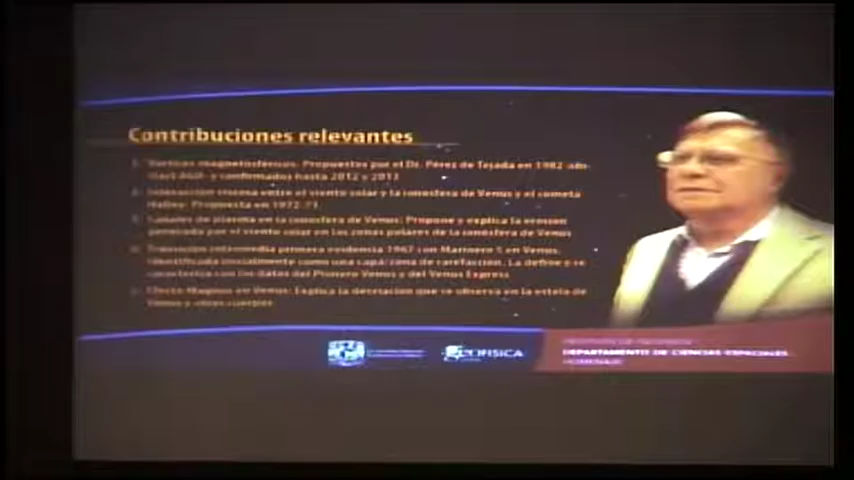 Contribuciones relevantes
magnetosféricos: Propuestos por el Dr. Pérez de Tejada en 1982
y confirmados hasta 2012 y 2013
entre el viento solar y la ionosfera de Venus y el cometa
Halley: Propuesta en 1972-73
Canales de plasma en la ionosfera de Venus: Propone y explica la erosión
por el viento solar en las zonas polares de la ionosfera de Venus
Transición intermedia primera evidencia 1967 con Mariner 5 en Venus.
Identificada inicialmente como una capa/zona de rarefacción. La define y se
caracteriza con los datos del Pionero Venus y del Venus Express
Efecto Magnus en Venus: Explica la desviación que se observa en la estela de
Venus y otros cuerpos
GEOFISICA
DEPARTAMENTO DE CIENCIAS ESPACIALES
HOMENAJE